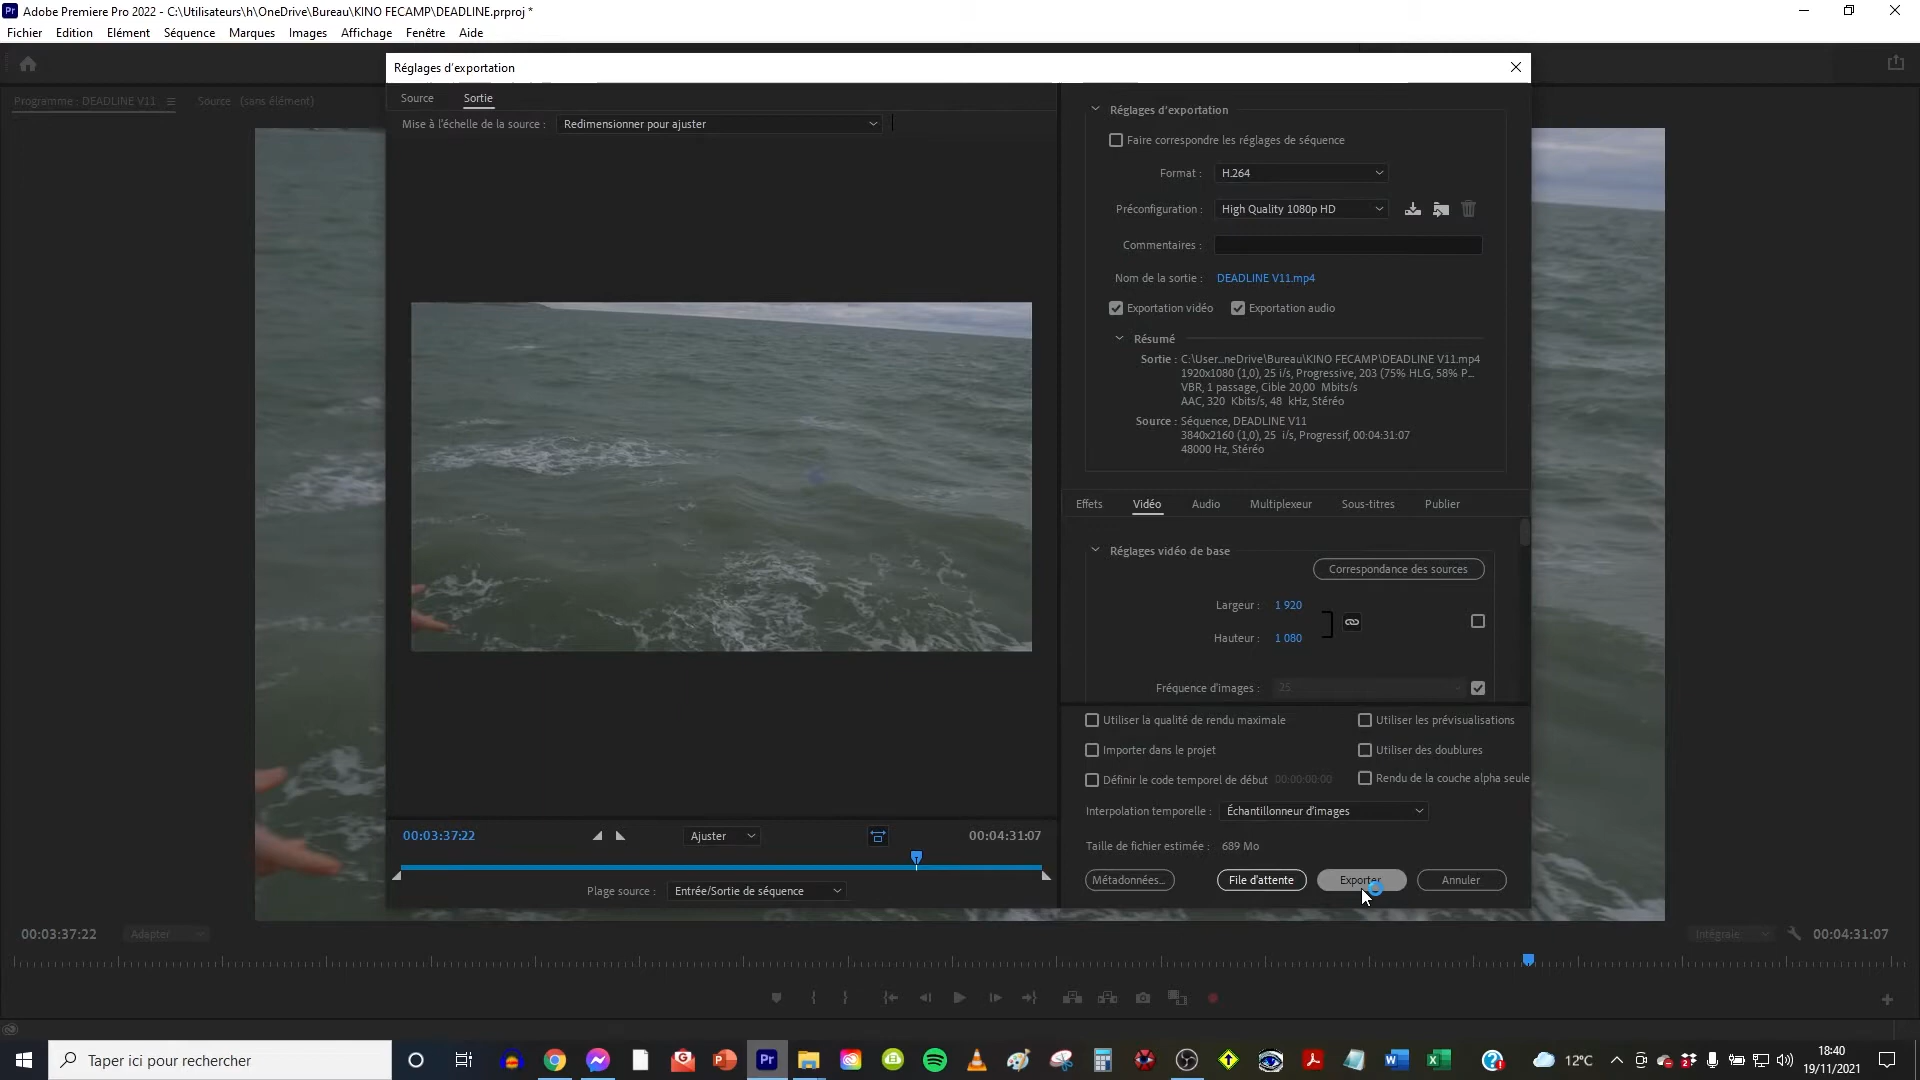 Adobe Premiere Pro 2022 - C:\Utilisateurs\h\OneDrive\Bureau\KINO FECAMP\DEADLINE.prproj *
Fichier Edition Elément Séquence Marques Images Affichage Fenêtre Aide
Réglages d'exportation
Programme : DEADLINE V11
Source : (sans élément)
Source Sortie
Mise à l'échelle de la source : Redimensionner pour ajuster
Réglages d'exportation
Faire correspondre les réglages de séquence
Format : H.264
Préconfiguration : High Quality 1080p HD
Commentaires :
Nom de la sortie : DEADLINE V11.mp4
Exportation vidéo Exportation audio
Résumé
Sortie : C:\User...neDrive\Bureau\KINO FECAMP\DEADLINE V11.mp4
1920x1080 (1,0), 25 i/s, Progressive, 203 (75% HLG, 58% P...
VBR, 1 passage, Cible 20,00 Mbits/s
AAC, 320 Kbits/s, 48 kHz, Stéréo
Source : Séquence, DEADLINE V11
3840x2160 (1,0), 25 i/s, Progressif, 00:04:31:07
48000 Hz, Stéréo
Effets Vidéo Audio Multiplexeur Sous-titres Publier
Réglages vidéo de base
Correspondance des sources
Largeur : 1 920
Hauteur : 1 080
Fréquence d'images : 25
Utiliser la qualité de rendu maximale Utiliser les prévisualisations
Importer dans le projet Utiliser des doublures
Définir le code temporel de début 00:00:00:00 Rendu de la couche alpha seule
Interpolation temporelle : Échantillonneur d'images
Taille de fichier estimée : 689 Mo
Métadonnées... File d'attente Exporter Annuler
00:03:37:22 Ajuster 00:04:31:07
Plage source : Entrée/Sortie de séquence
00:03:37:22 Adapter Intégrale 00:04:31:07
Taper ici pour rechercher
12°C
18:40
19/11/2021